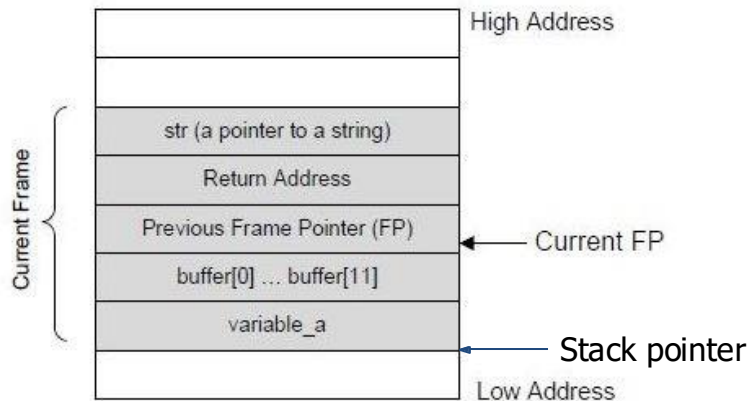 High Address
str (a pointer to a string)
Return Address
Current Frame
Previous Frame Pointer (FP)
Current FP
buffer[0] ... buffer[11]
variable_a
Stack pointer
Low Address